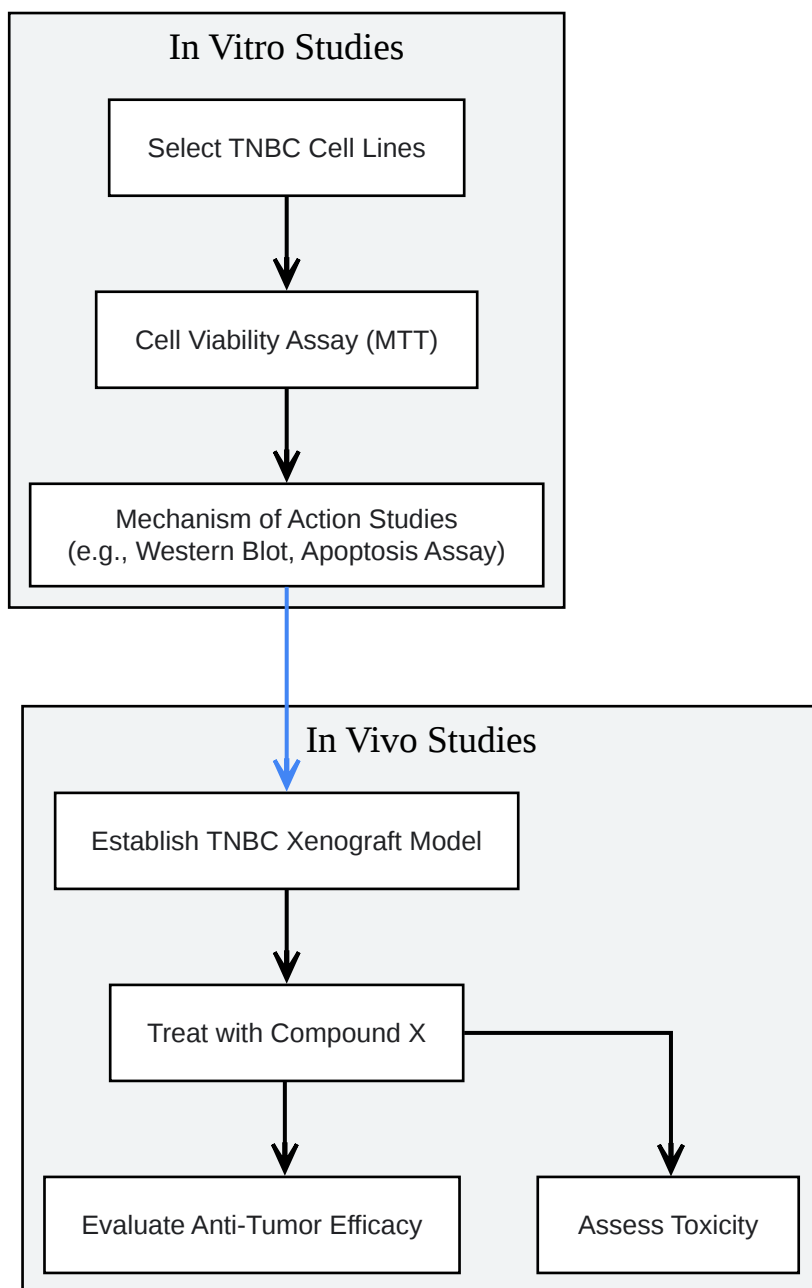 In Vitro Studies
Select TNBC Cell Lines
Cell Viability Assay (MTT)
Mechanism of Action Studies
(e.g., Western Blot, Apoptosis Assay)
In Vivo Studies
Establish TNBC Xenograft Model
Treat with Compound X
Evaluate Anti-Tumor Efficacy
Assess Toxicity